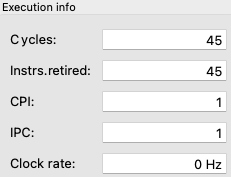 Execution info
Cycles: 45
Instrs.retired: 45
CPI: 1
IPC: 1
Clock rate: 0 Hz